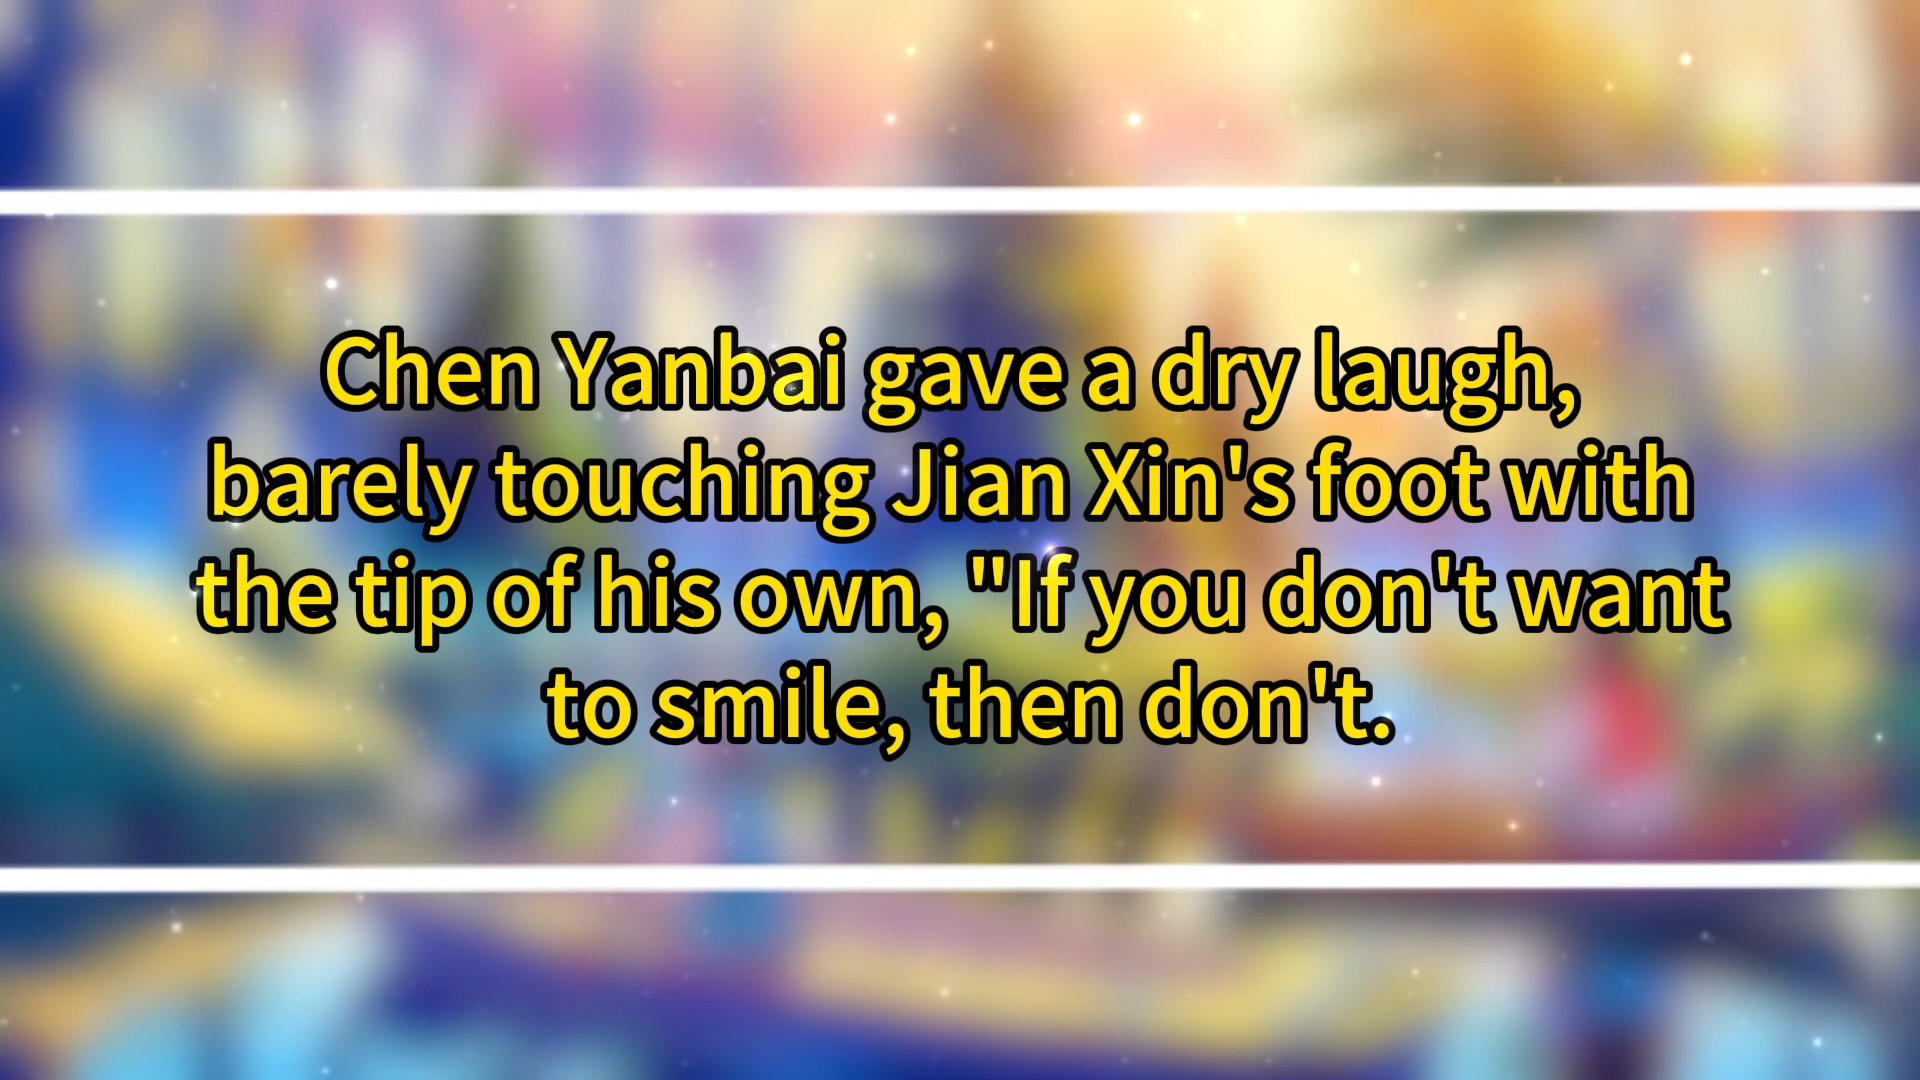 Chen Yanbai gave a dry laugh,
barely touching Jian Xin's foot with
the tip of his own, "If you don't want
to smile, then don't.